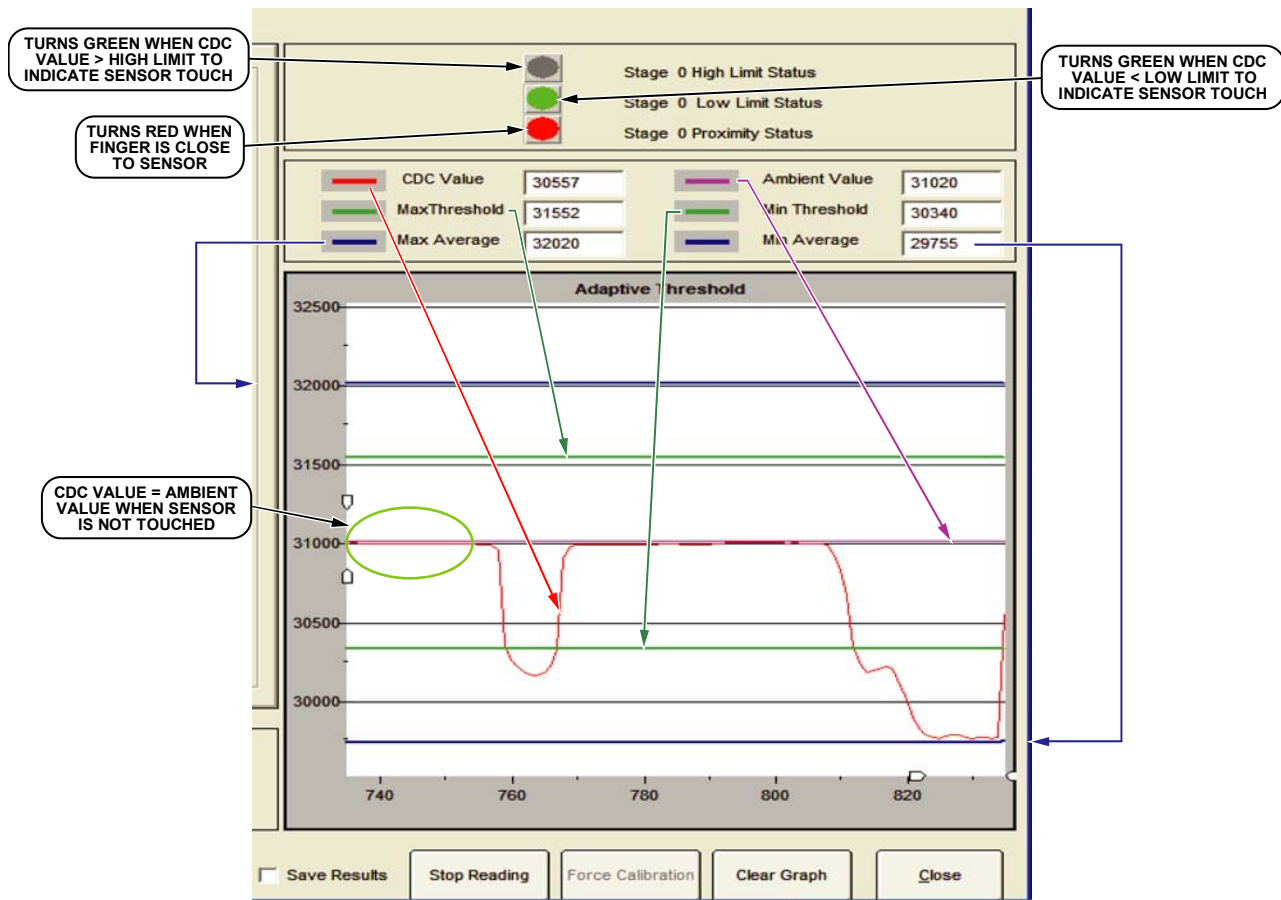 TURNS GREEN WHEN CDC
VALUE > HIGH LIMIT TO
INDICATE SENSOR TOUCH
TURNS GREEN WHEN CDC
VALUE < LOW LIMIT TO
INDICATE SENSOR TOUCH
TURNS RED WHEN
FINGER IS CLOSE
TO SENSOR
Stage 0 High Limit Status
Stage 0 Low Limit Status
Stage 0 Proximity Status
CDC Value 30557 Ambient Value 31020
MaxThreshold 31552 Min Threshold 30340
Max Average 32020 Min Average 29755
Adaptive Threshold
32500
32000
31500
CDC VALUE = AMBIENT
VALUE WHEN SENSOR
IS NOT TOUCHED
31000
30500
30000
740 760 780 800 820
Save Results Stop Reading Force Calibration Clear Graph Close